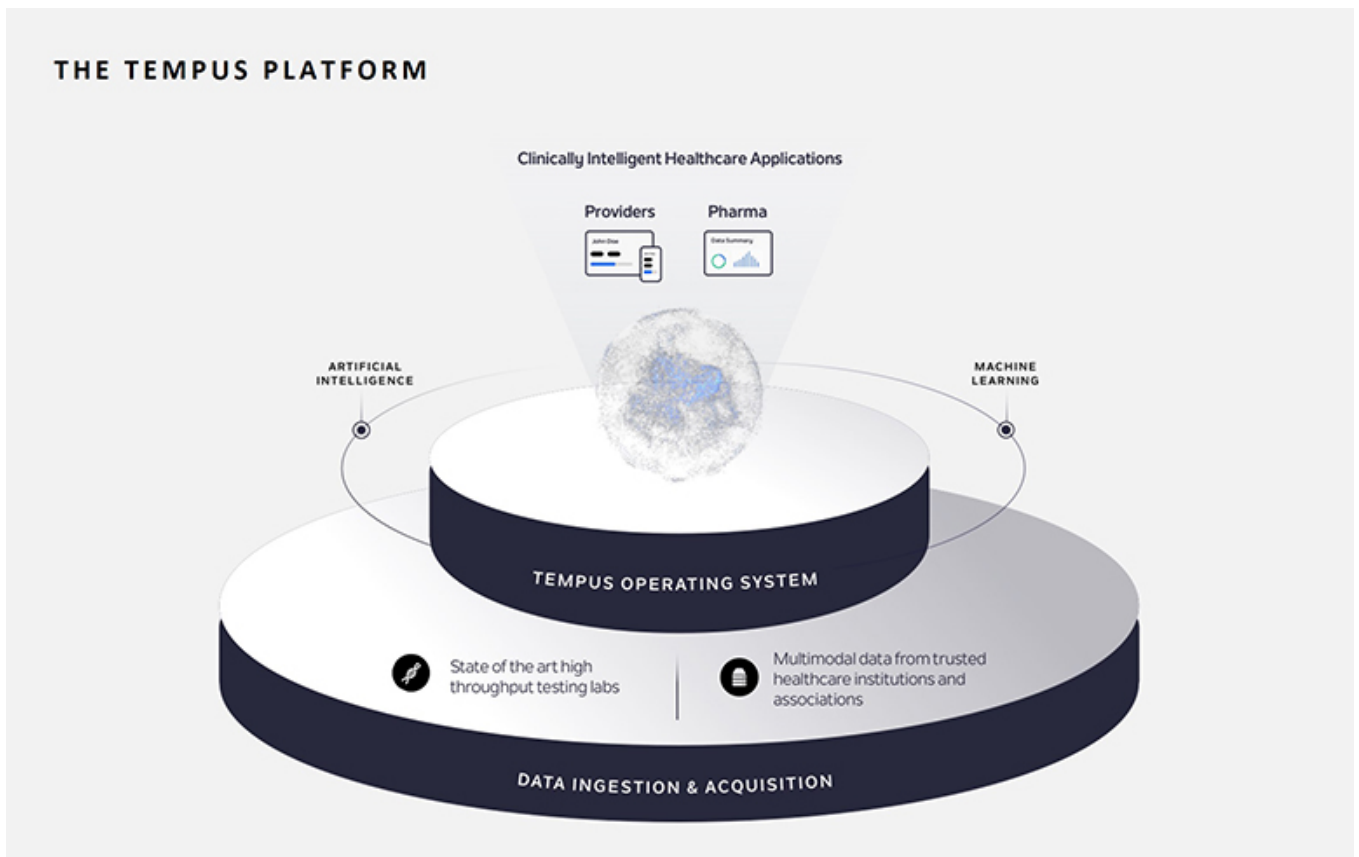 THE TEMPUS PLATFORM
Clinically Intelligent Healthcare Applications
Providers
Pharma
John Doe
Data Summary
ARTIFICIAL
INTELLIGENCE
MACHINE
LEARNING
TEMPUS OPERATING SYSTEM
State of the art high
throughput testing labs
Multimodal data from trusted
healthcare institutions and
associations
DATA INGESTION & ACQUISITION